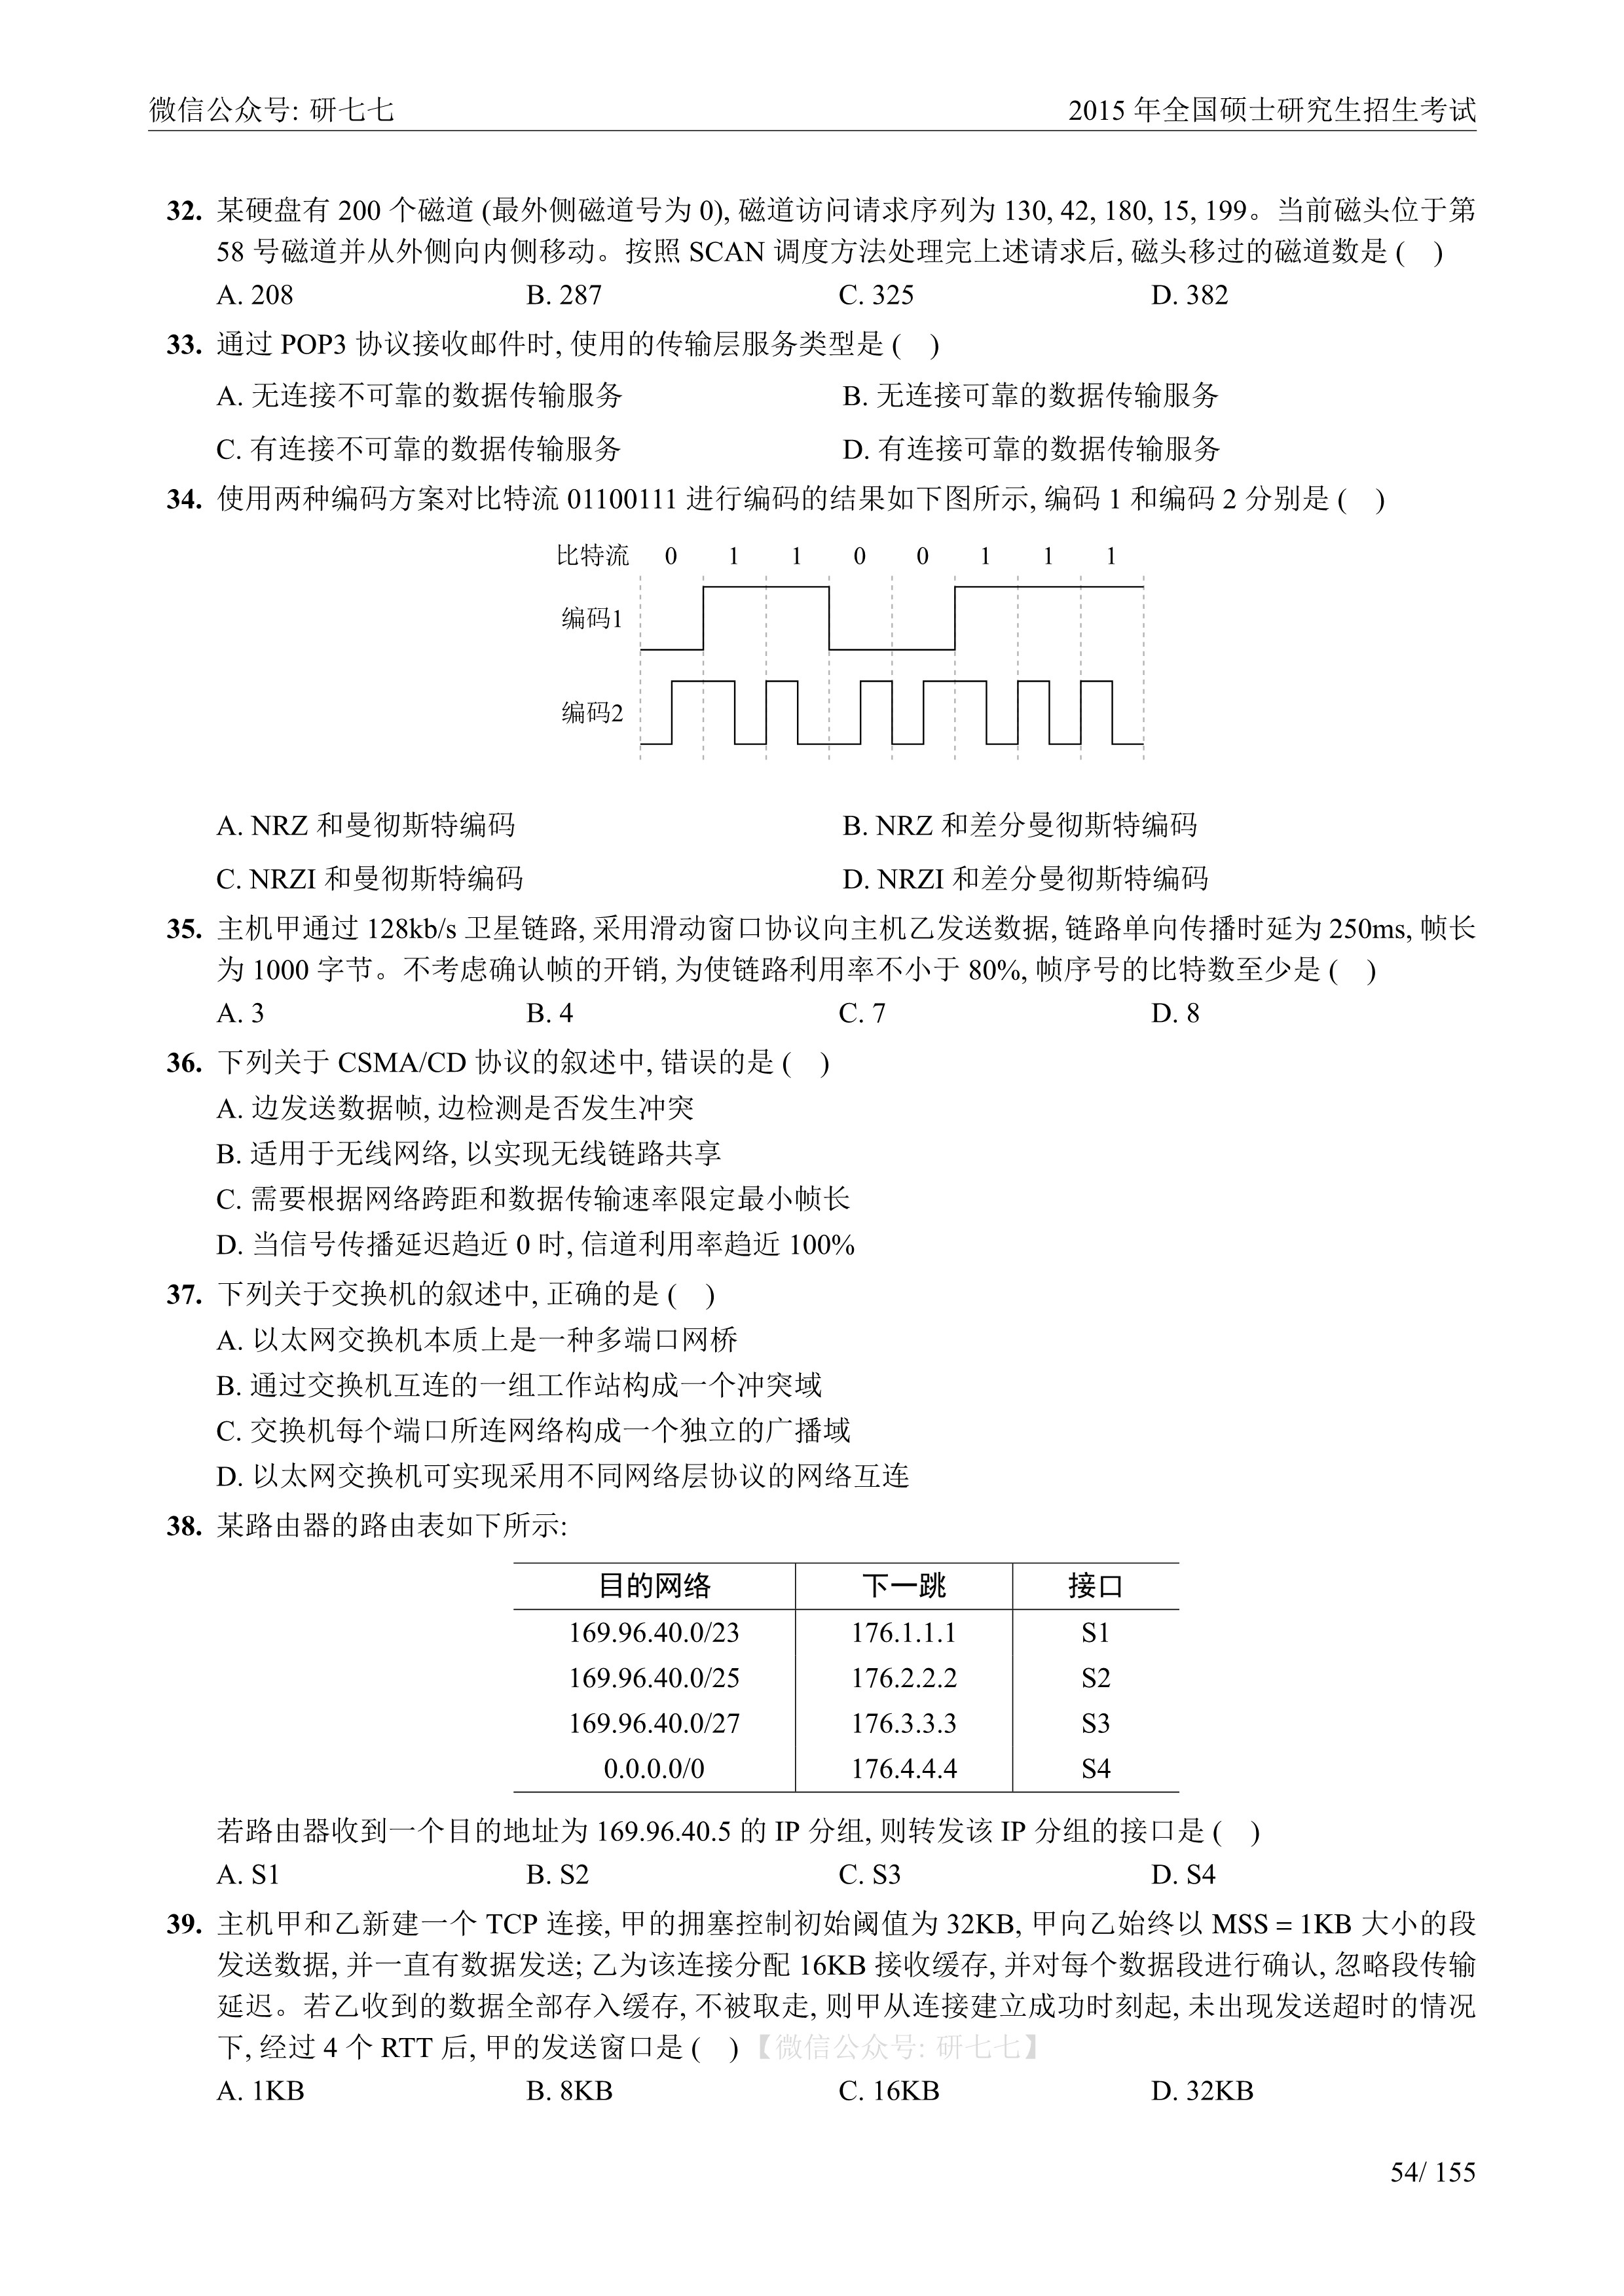 微信公众号: 研七七
2015 年全国硕士研究生招生考试
32. 某硬盘有 200 个磁道 (最外侧磁道号为 0), 磁道访问请求序列为 130, 42, 180, 15, 199。当前磁头位于第
58 号磁道并从外侧向内侧移动。按照 SCAN 调度方法处理完上述请求后, 磁头移过的磁道数是 ( )
A. 208 B. 287 C. 325 D. 382
33. 通过 POP3 协议接收邮件时, 使用的传输层服务类型是 ( )
A. 无连接不可靠的数据传输服务 B. 无连接可靠的数据传输服务
C. 有连接不可靠的数据传输服务 D. 有连接可靠的数据传输服务
34. 使用两种编码方案对比特流 01100111 进行编码的结果如下图所示, 编码 1 和编码 2 分别是 ( )
比特流 0 1 1 0 0 1 1 1
编码1
编码2
A. NRZ 和曼彻斯特编码 B. NRZ 和差分曼彻斯特编码
C. NRZI 和曼彻斯特编码 D. NRZI 和差分曼彻斯特编码
35. 主机甲通过 128kb/s 卫星链路, 采用滑动窗口协议向主机乙发送数据, 链路单向传播时延为 250ms, 帧长
为 1000 字节。不考虑确认帧的开销, 为使链路利用率不小于 80%, 帧序号的比特数至少是 ( )
A. 3 B. 4 C. 7 D. 8
36. 下列关于 CSMA/CD 协议的叙述中, 错误的是 ( )
A. 边发送数据帧, 边检测是否发生冲突
B. 适用于无线网络, 以实现无线链路共享
C. 需要根据网络跨距和数据传输速率限定最小帧长
D. 当信号传播延迟趋近 0 时, 信道利用率趋近 100%
37. 下列关于交换机的叙述中, 正确的是 ( )
A. 以太网交换机本质上是一种多端口网桥
B. 通过交换机互连的一组工作站构成一个冲突域
C. 交换机每个端口所连网络构成一个独立的广播域
D. 以太网交换机可实现采用不同网络层协议的网络互连
38. 某路由器的路由表如下所示:
目的网络 下一跳 接口
169.96.40.0/23 176.1.1.1 S1
169.96.40.0/25 176.2.2.2 S2
169.96.40.0/27 176.3.3.3 S3
0.0.0.0/0 176.4.4.4 S4
若路由器收到一个目的地址为 169.96.40.5 的 IP 分组, 则转发该 IP 分组的接口是 ( )
A. S1 B. S2 C. S3 D. S4
39. 主机甲和乙新建一个 TCP 连接, 甲的拥塞控制初始阈值为 32KB, 甲向乙始终以 MSS = 1KB 大小的段
发送数据, 并一直有数据发送; 乙为该连接分配 16KB 接收缓存, 并对每个数据段进行确认, 忽略段传输
延迟。若乙收到的数据全部存入缓存, 不被取走, 则甲从连接建立成功时刻起, 未出现发送超时的情况
下, 经过 4 个 RTT 后, 甲的发送窗口是 ( ) 【微信公众号: 研七七】
A. 1KB B. 8KB C. 16KB D. 32KB
54/ 155